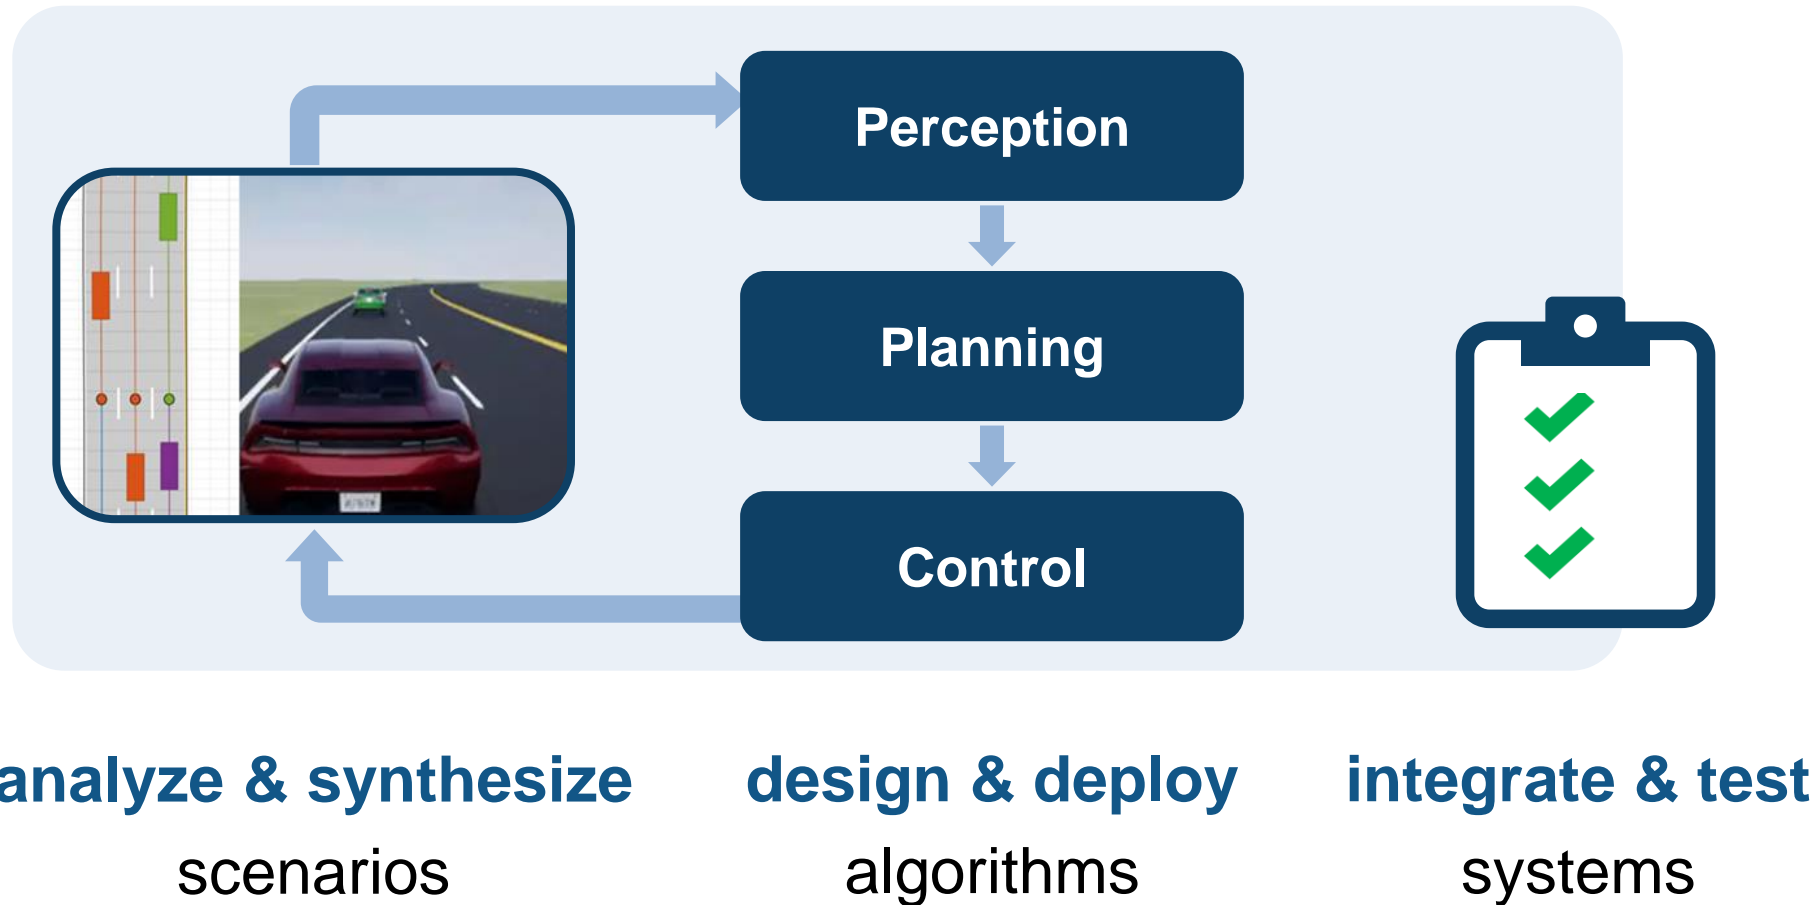 Perception
Planning
Control
analyze & synthesize
scenarios
design & deploy
algorithms
integrate & test
systems